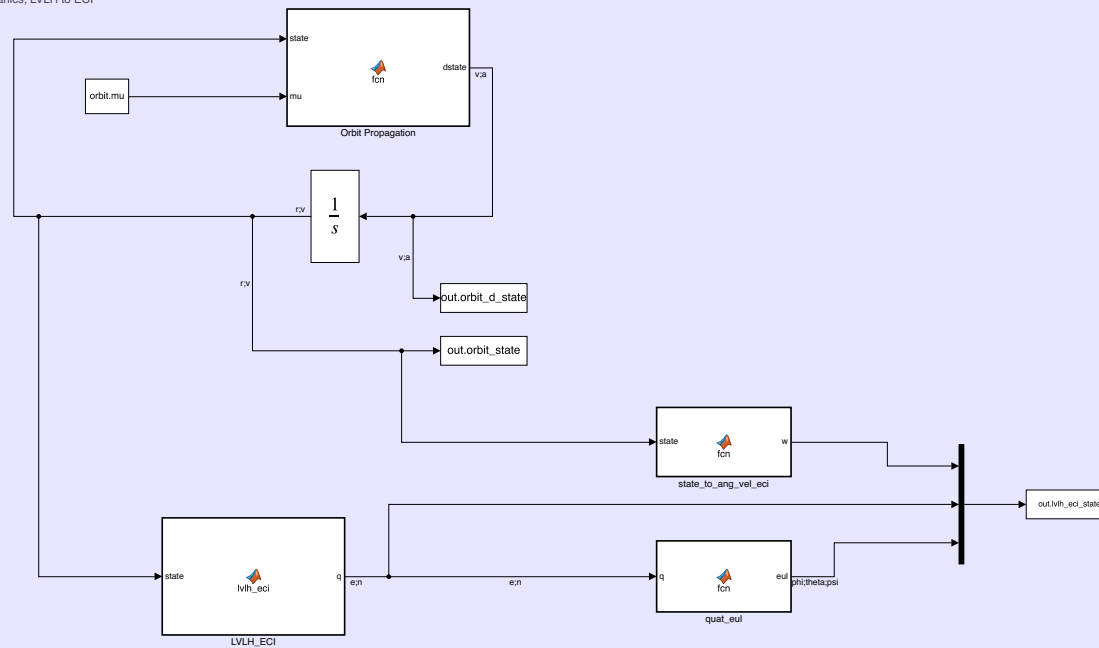 LVLH to ECI
state
fcn
dstate
v;a
orbit.mu
mu
Orbit Propagation
r;v
1
s
v;a
r;v
out.orbit_d_state
out.orbit_state
state
fcn
w
state_to_ang_vel_eci
out.lvlh_eci_state
state
lvlh_eci
q
e;n
e;n
q
fcn
eul
phi;theta;psi
quat_eul
LVLH_ECI